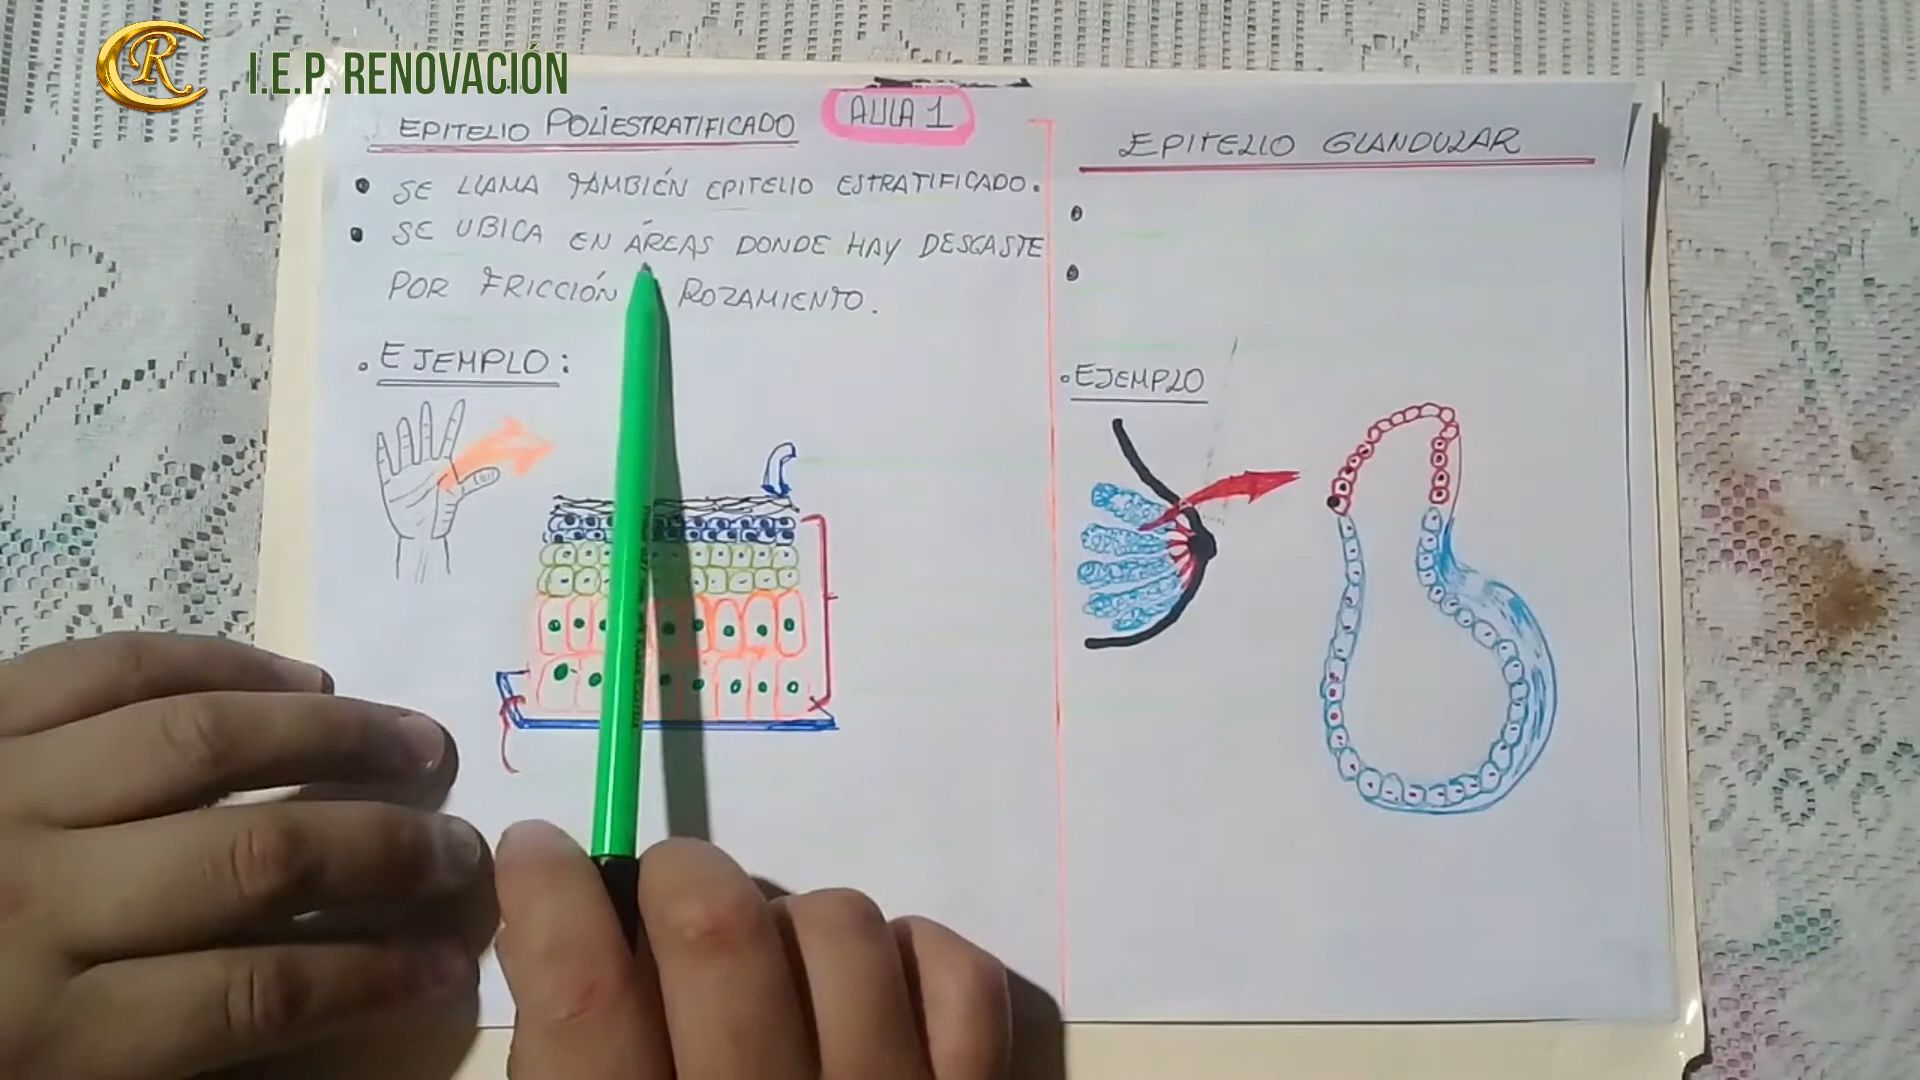 I.E.P. RENOVACIÓN
EPITELIO POLIESTRATIFICADO
AULA 1
• SE LLAMA TAMBIÉN EPITELIO ESTRATIFICADO.
• SE UBICA EN ÁREAS DONDE HAY DESGASTE
POR FRICCIÓN ROZAMIENTO.
• EJEMPLO:
EPITELIO GLANDULAR
• EJEMPLO